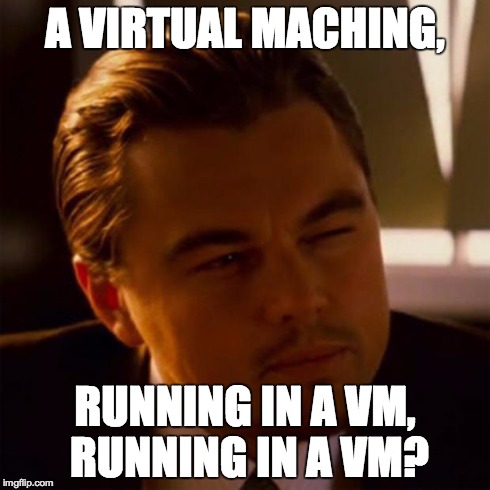 A VIRTUAL MACHING,
RUNNING IN A VM,
RUNNING IN A VM?
imgflip.com